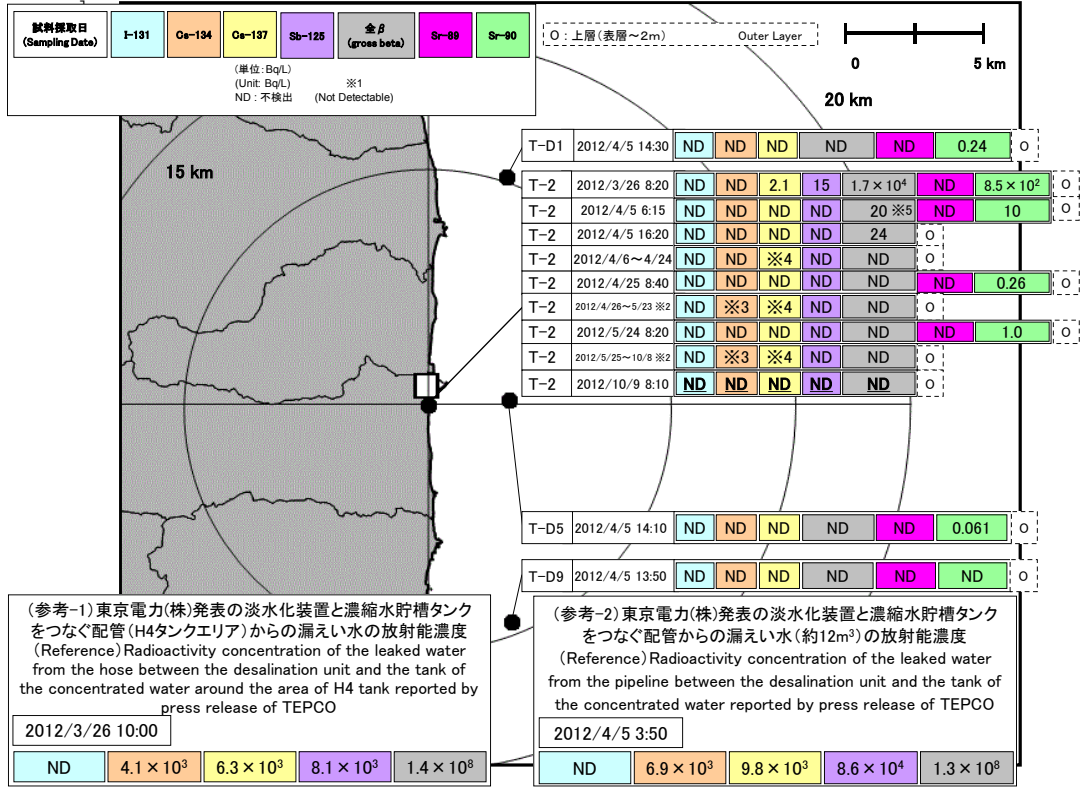 試料採取日
(Sampling Date)
I-131
Cs-134
Cs-137
Sb-125
全β
(gross beta)
Sr-89
Sr-90
(単位:Bq/L)
(Unit: Bq/L)
※1
ND : 不検出 (Not Detectable)
O : 上層(表層~2m) Outer Layer
0 5 km
20 km
15 km
T-D1 2012/4/5 14:30 ND ND ND ND ND 0.24 O
T-2 2012/3/26 8:20 ND ND 2.1 15 1.7×10⁴ ND 8.5×10² O
T-2 2012/4/5 6:15 ND ND ND ND 20 ※5 ND 10 O
T-2 2012/4/5 16:20 ND ND ND ND 24 O
T-2 2012/4/6~4/24 ND ND ※4 ND ND O
T-2 2012/4/25 8:40 ND ND ND ND ND ND 0.26 O
T-2 2012/4/26~5/23 ※2 ND ※3 ※4 ND ND O
T-2 2012/5/24 8:20 ND ND ND ND ND ND 1.0 O
T-2 2012/5/25~10/8 ※2 ND ※3 ※4 ND ND O
T-2 2012/10/9 8:10 ND ND ND ND ND O
T-D5 2012/4/5 14:10 ND ND ND ND ND 0.061 O
T-D9 2012/4/5 13:50 ND ND ND ND ND ND O
(参考-1)東京電力(株)発表の淡水化装置と濃縮水貯槽タンク
をつなぐ配管(H4タンクエリア)からの漏えい水の放射能濃度
(Reference)Radioactivity concentration of the leaked water
from the hose between the desalination unit and the tank of
the concentrated water around the area of H4 tank reported by
press release of TEPCO
2012/3/26 10:00
ND 4.1×10³ 6.3×10³ 8.1×10³ 1.4×10⁸
(参考-2)東京電力(株)発表の淡水化装置と濃縮水貯槽タンク
をつなぐ配管からの漏えい水(約12m³)の放射能濃度
(Reference)Radioactivity concentration of the leaked water
from the pipeline between the desalination unit and the tank of
the concentrated water reported by press release of TEPCO
2012/4/5 3:50
ND 6.9×10³ 9.8×10³ 8.6×10⁴ 1.3×10⁸